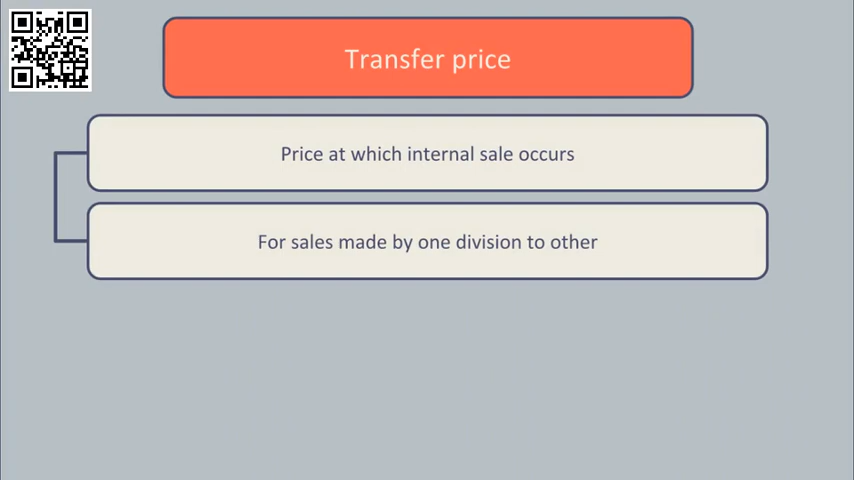 Transfer price
Price at which internal sale occurs
For sales made by one division to other